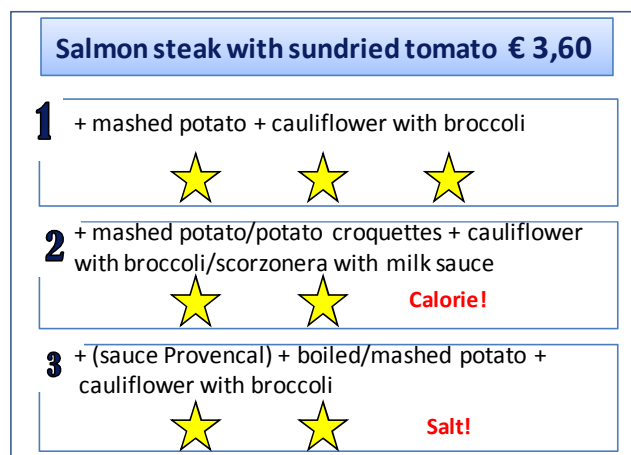 Salmon steak with sundried tomato € 3,60
1 + mashed potato + cauliflower with broccoli
2 + mashed potato/potato croquettes + cauliflower
with broccoli/scorzonera with milk sauce
Calorie!
3 + (sauce Provencal) + boiled/mashed potato +
cauliflower with broccoli
Salt!